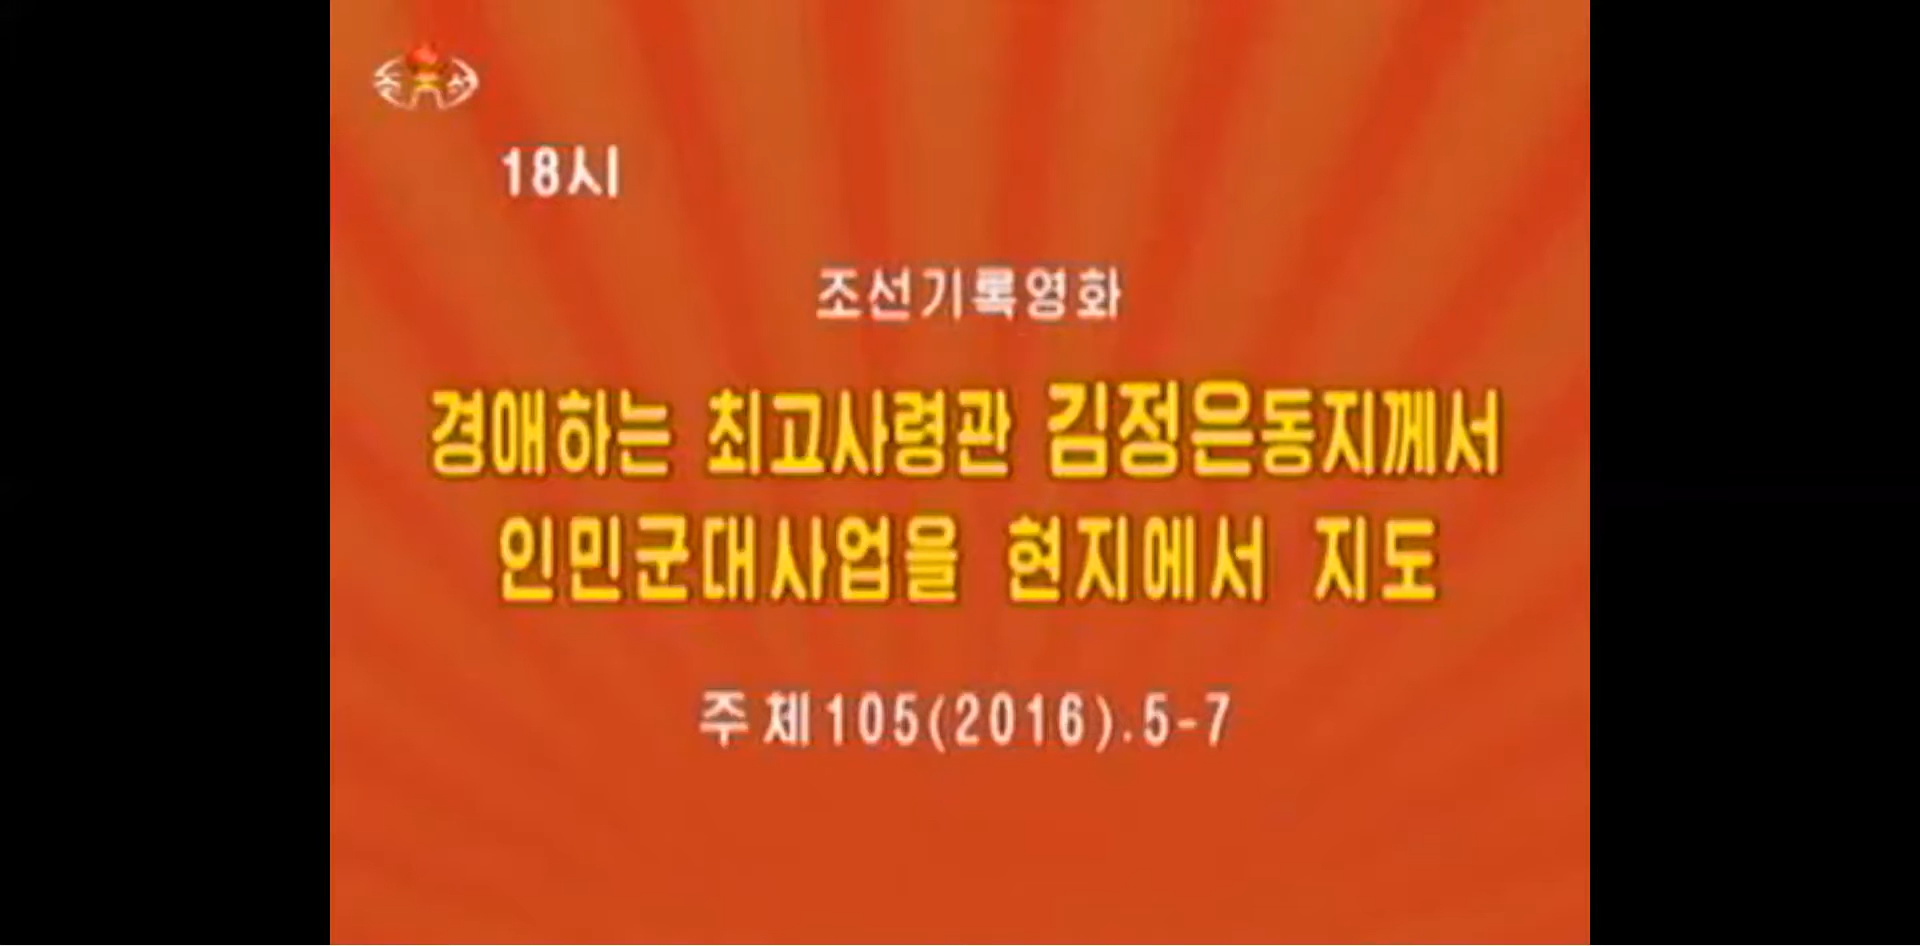 조선
18시
조선기록영화
경애하는 최고사령관 김정은동지께서
인민군대사업을 현지에서 지도
주체105(2016).5-7